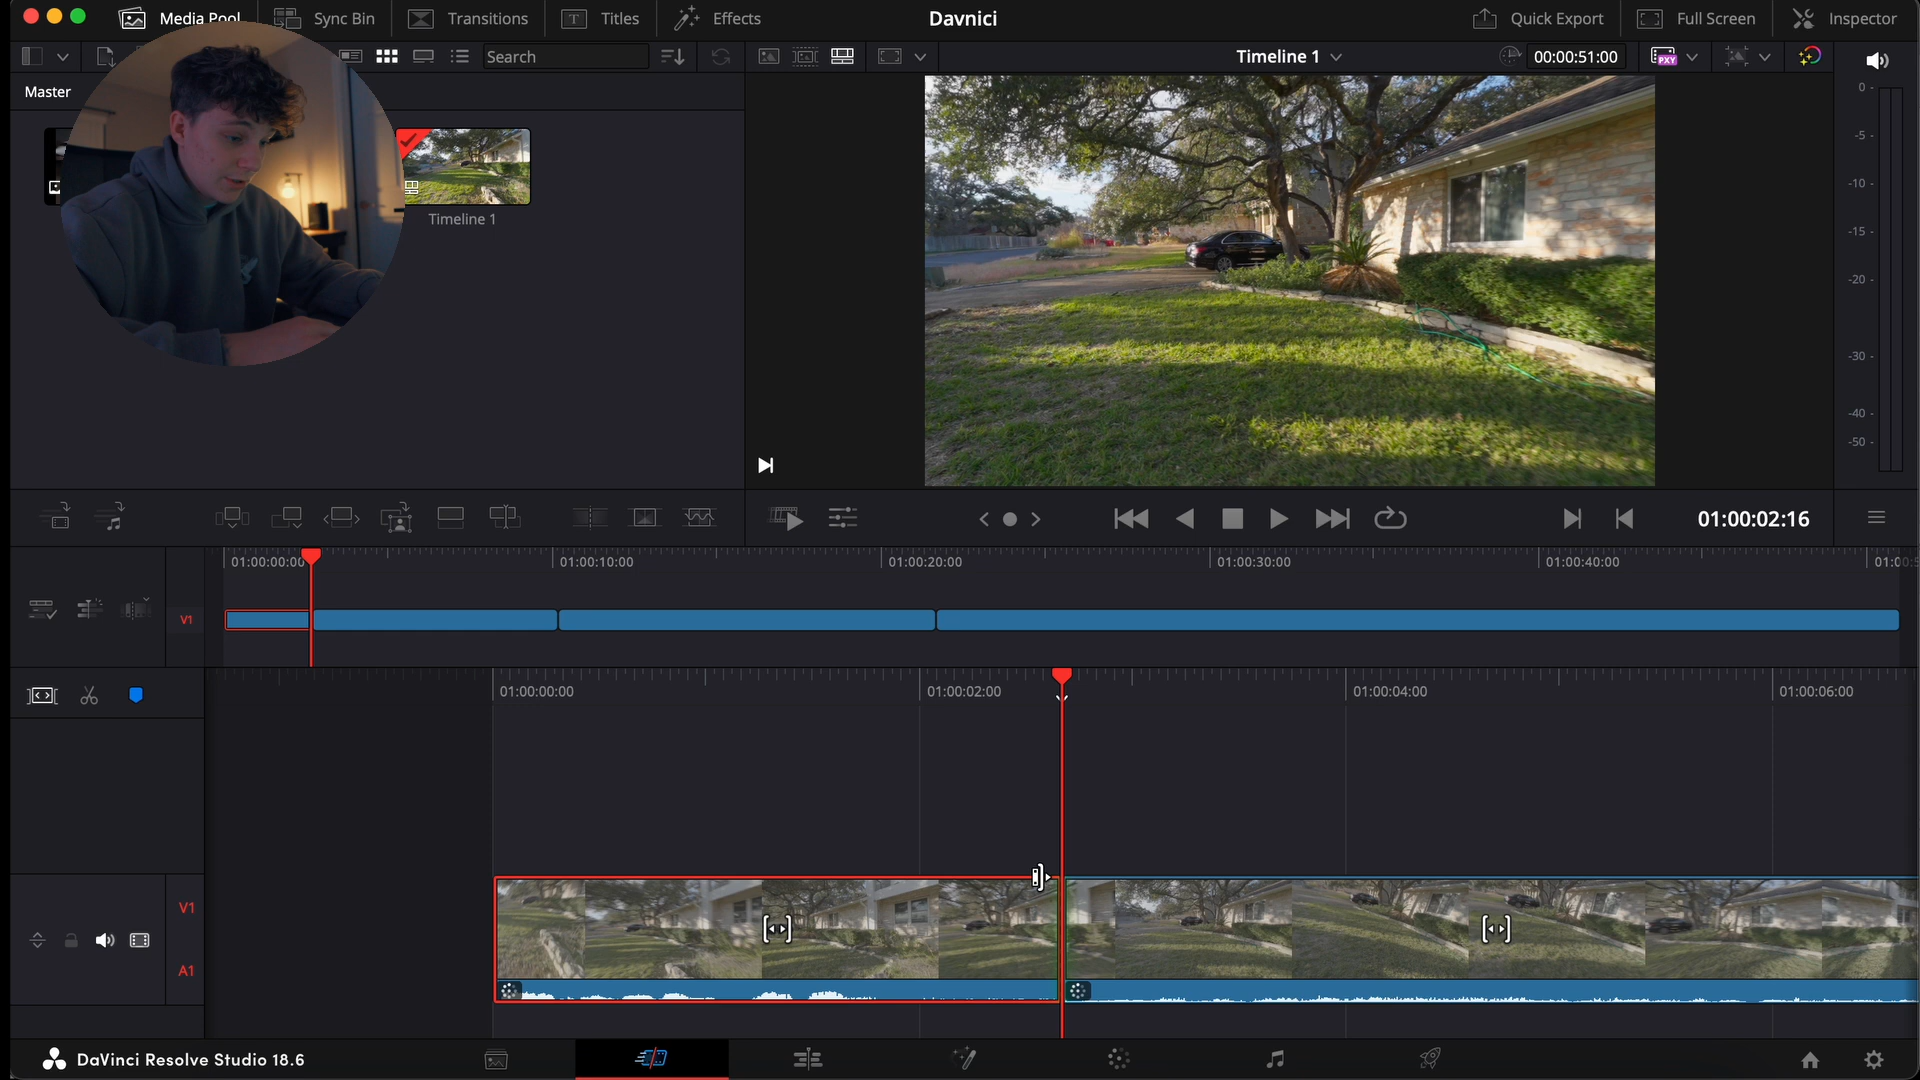 Media Pool
Sync Bin
Transitions
Titles
Effects
Davnici
Quick Export
Full Screen
Inspector
Search
Timeline 1
00:00:51:00
PXY
Master
Timeline 1
0
-5
-10
-15
-20
-30
-40
-50
01:00:02:16
01:00:00:00
01:00:10:00
01:00:20:00
01:00:30:00
01:00:40:00
V1
01:00:00:00
01:00:02:00
01:00:04:00
01:00:06:00
V1
A1
DaVinci Resolve Studio 18.6